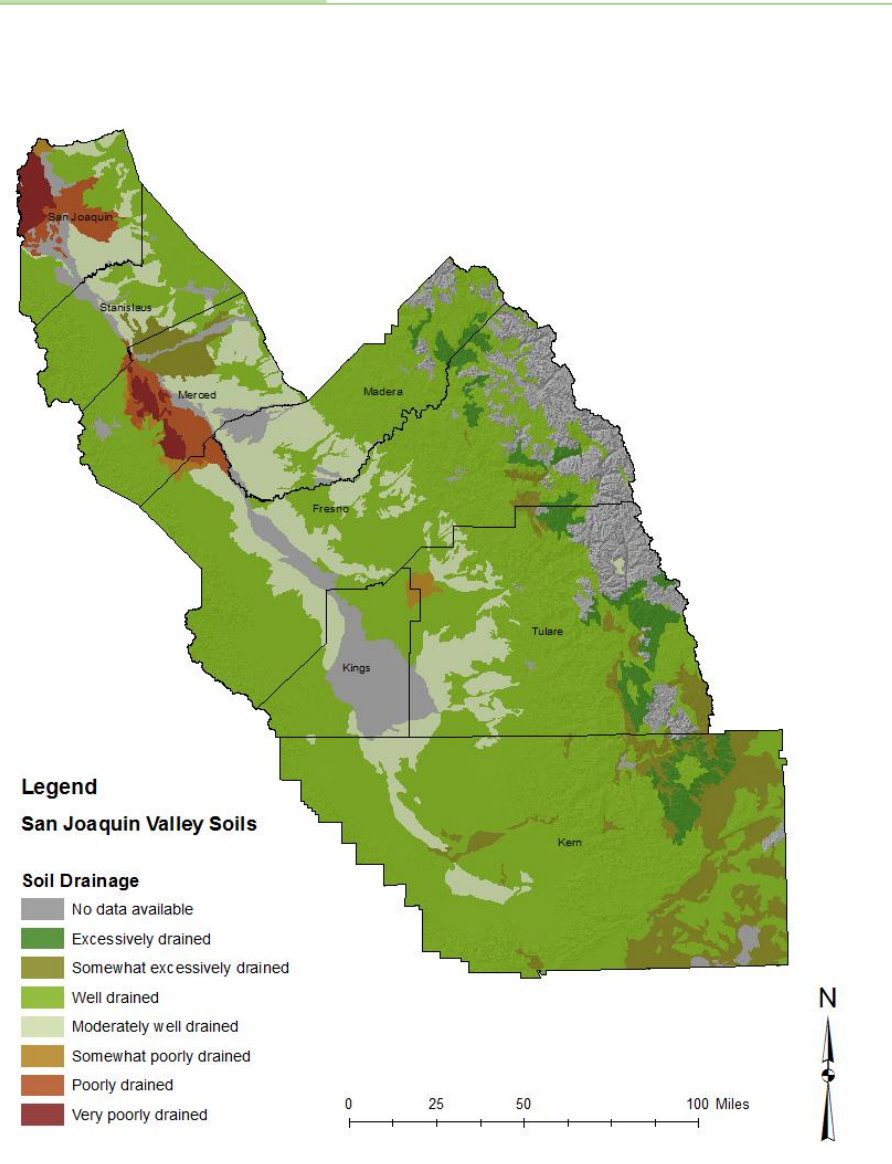 San Joaquin
Stanislaus
Merced
Madera
Fresno
Tulare
Kings
Kern
Legend
San Joaquin Valley Soils
Soil Drainage
No data available
Excessively drained
Somewhat excessively drained
Well drained
Moderately well drained
Somewhat poorly drained
Poorly drained
Very poorly drained
0 25 50 100 Miles
N